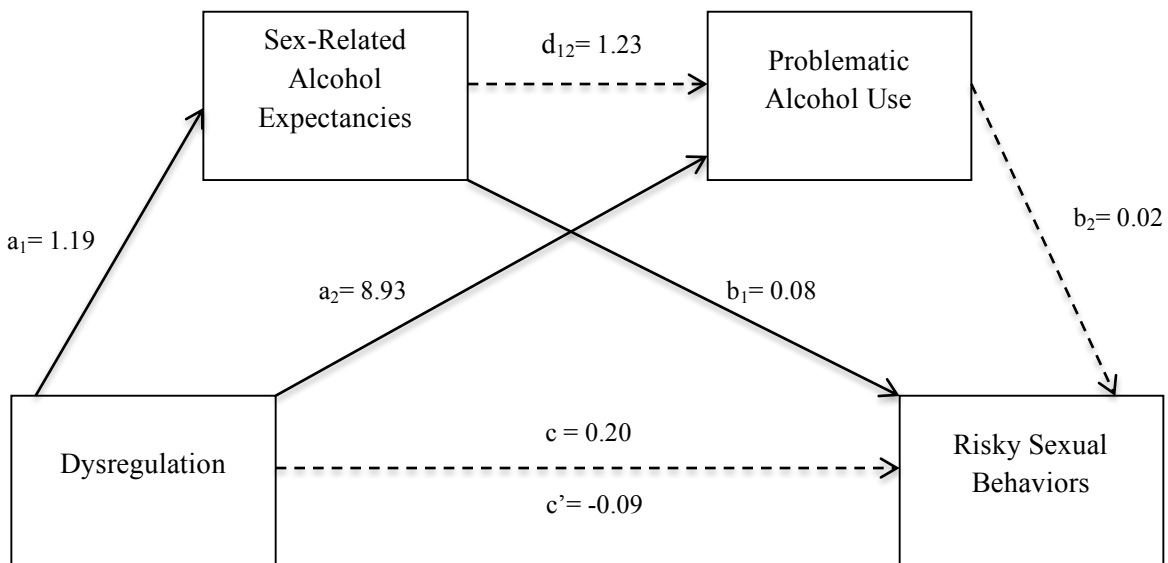 Sex-Related
Alcohol
Expectancies
d₁₂= 1.23
Problematic
Alcohol Use
a₁= 1.19
a₂= 8.93
b₁= 0.08
b₂= 0.02
Dysregulation
c = 0.20
c’= -0.09
Risky Sexual
Behaviors